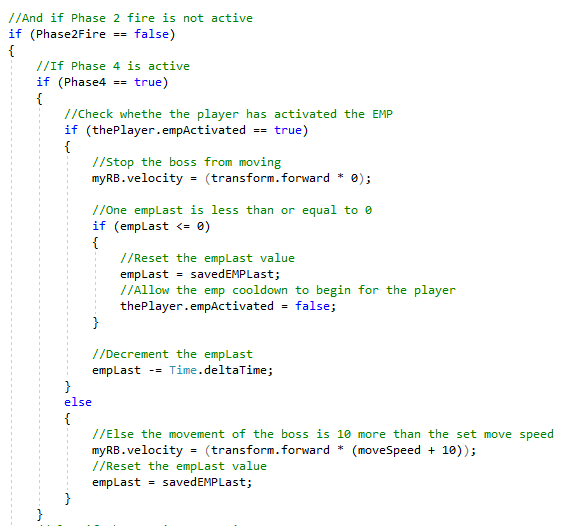 //And if Phase 2 fire is not active
if (Phase2Fire == false)
{
//If Phase 4 is active
if (Phase4 == true)
{
//Check whethe the player has activated the EMP
if (thePlayer.empActivated == true)
{
//Stop the boss from moving
myRB.velocity = (transform.forward * 0);
//One empLast is less than or equal to 0
if (empLast <= 0)
{
//Reset the empLast value
empLast = savedEMPLast;
//Allow the emp cooldown to begin for the player
thePlayer.empActivated = false;
}
//Decrement the empLast
empLast -= Time.deltaTime;
}
else
{
//Else the movement of the boss is 10 more than the set move speed
myRB.velocity = (transform.forward * (moveSpeed + 10));
//Reset the empLast value
empLast = savedEMPLast;
}
}